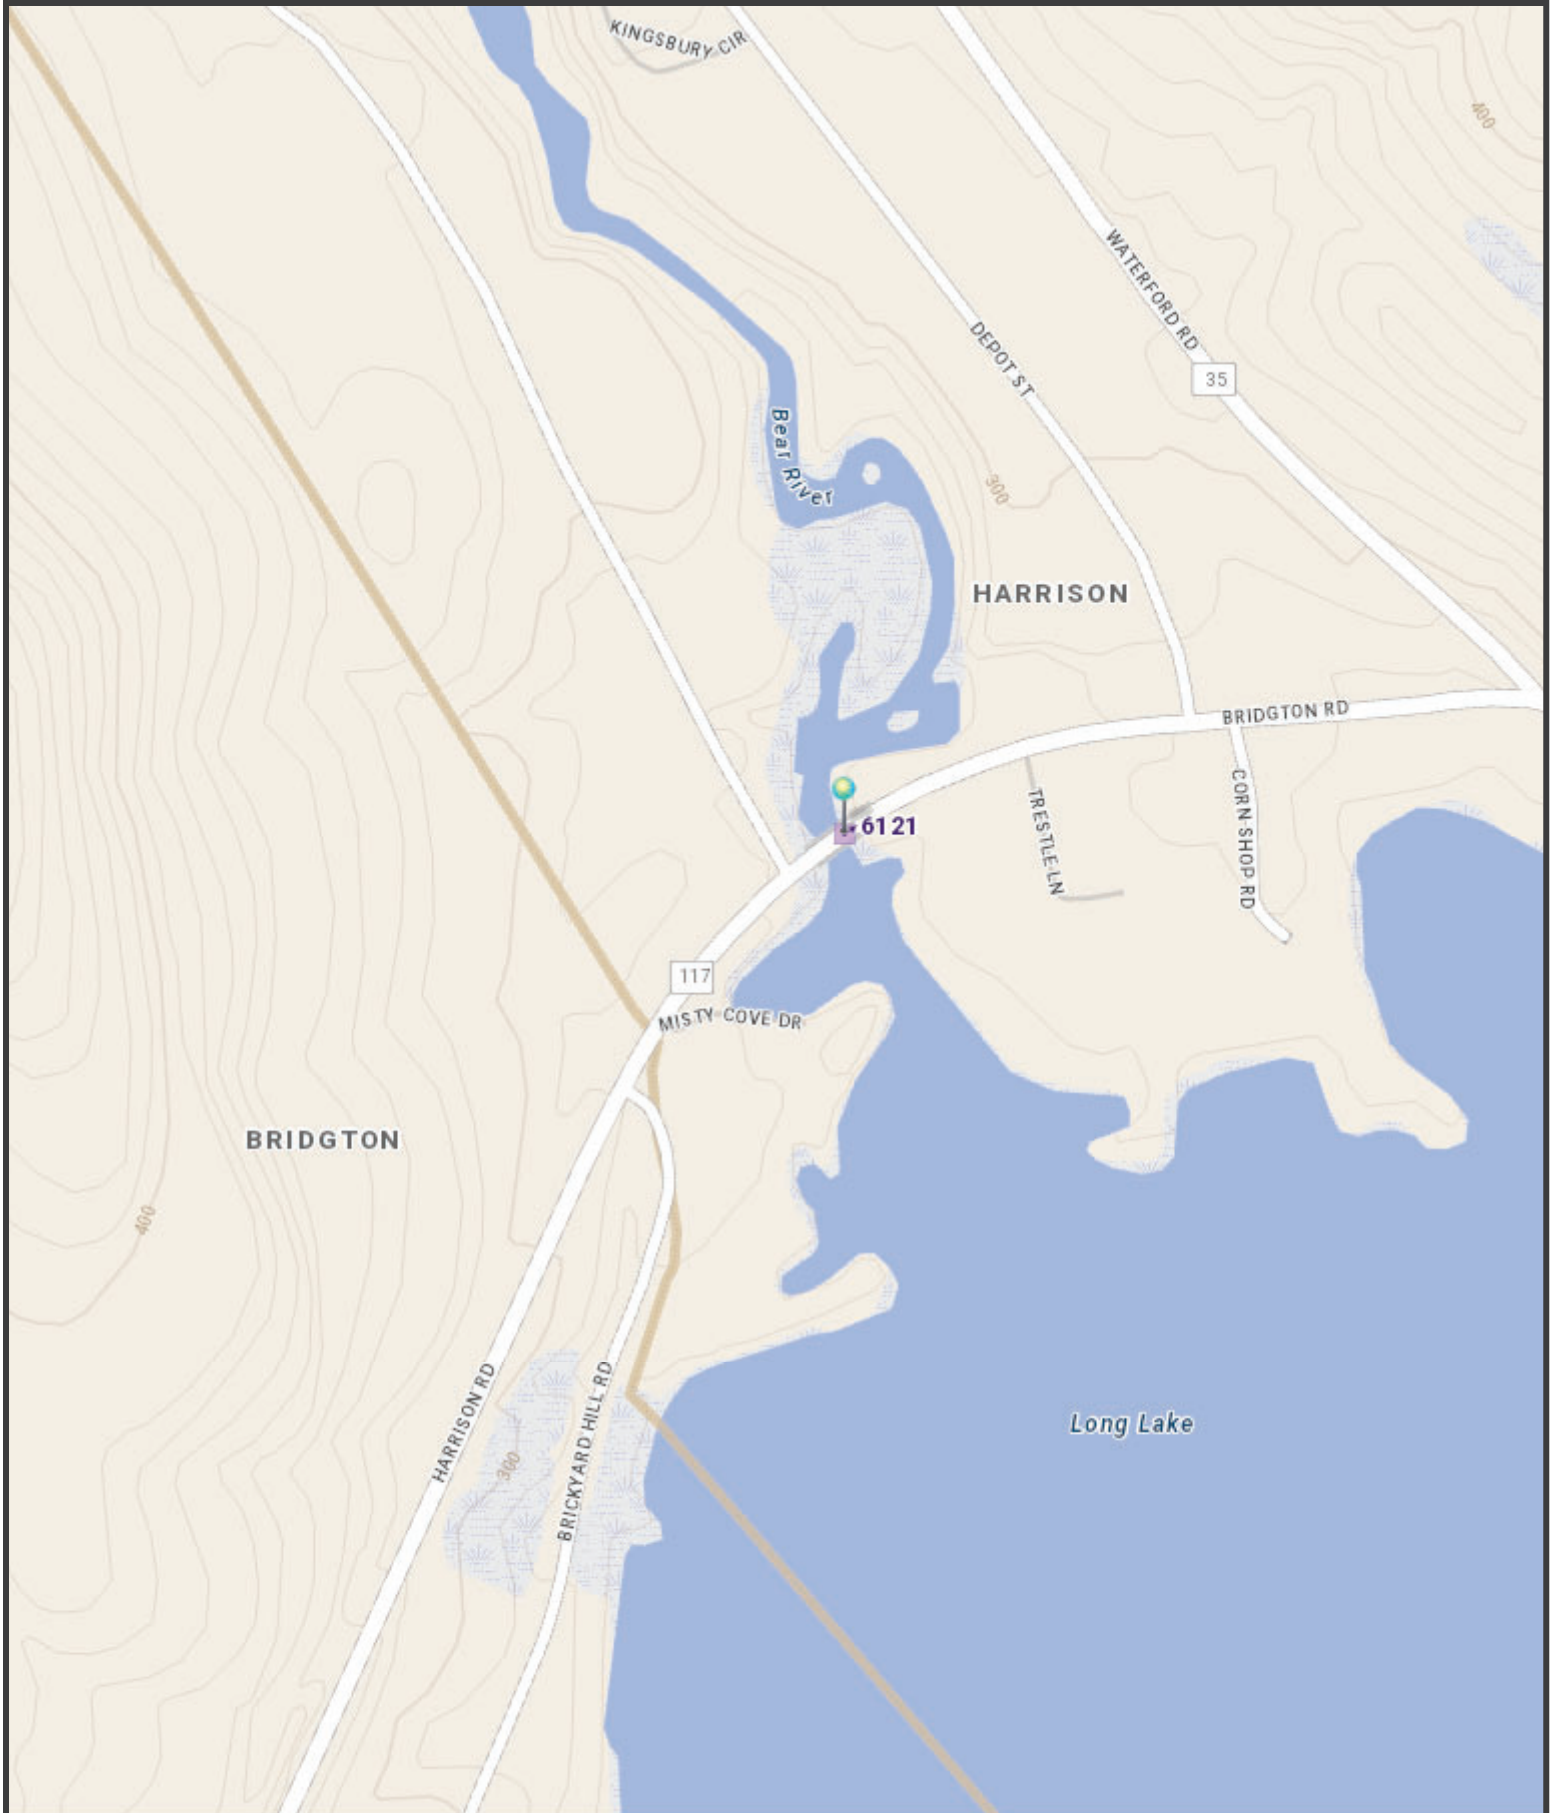 KINGSBURY CIR
400
WATERFORD RD
DEPOT ST
35
Bear River
300
HARRISON
BRIDGTON RD
CORN SHOP RD
TRESTLE LN
6121
117
MISTY COVE DR
BRIDGTON
400
HARRISON RD
BRICKYARD HILL RD
300
Long Lake